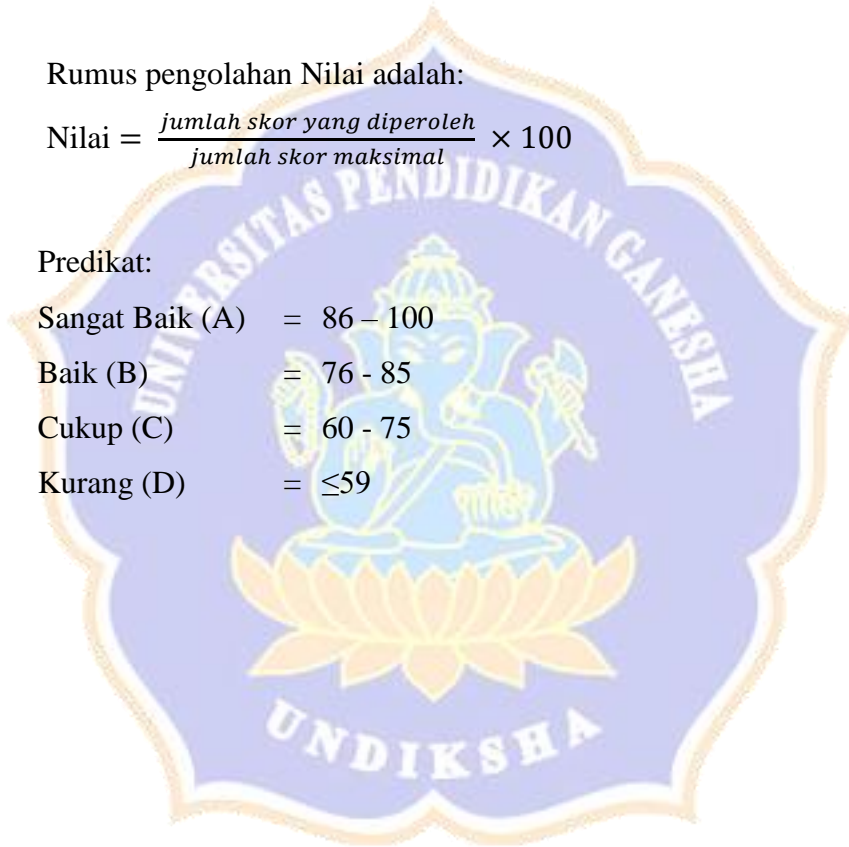 Rumus pengolahan Nilai adalah:
Nilai = jumlah skor yang diperoleh / jumlah skor maksimal × 100
UNIVERSITAS PENDIDIKAN GANESHA
Predikat:
Sangat Baik (A) = 86 – 100
Baik (B) = 76 - 85
Cukup (C) = 60 - 75
Kurang (D) = ≤59
UNDIKSHA